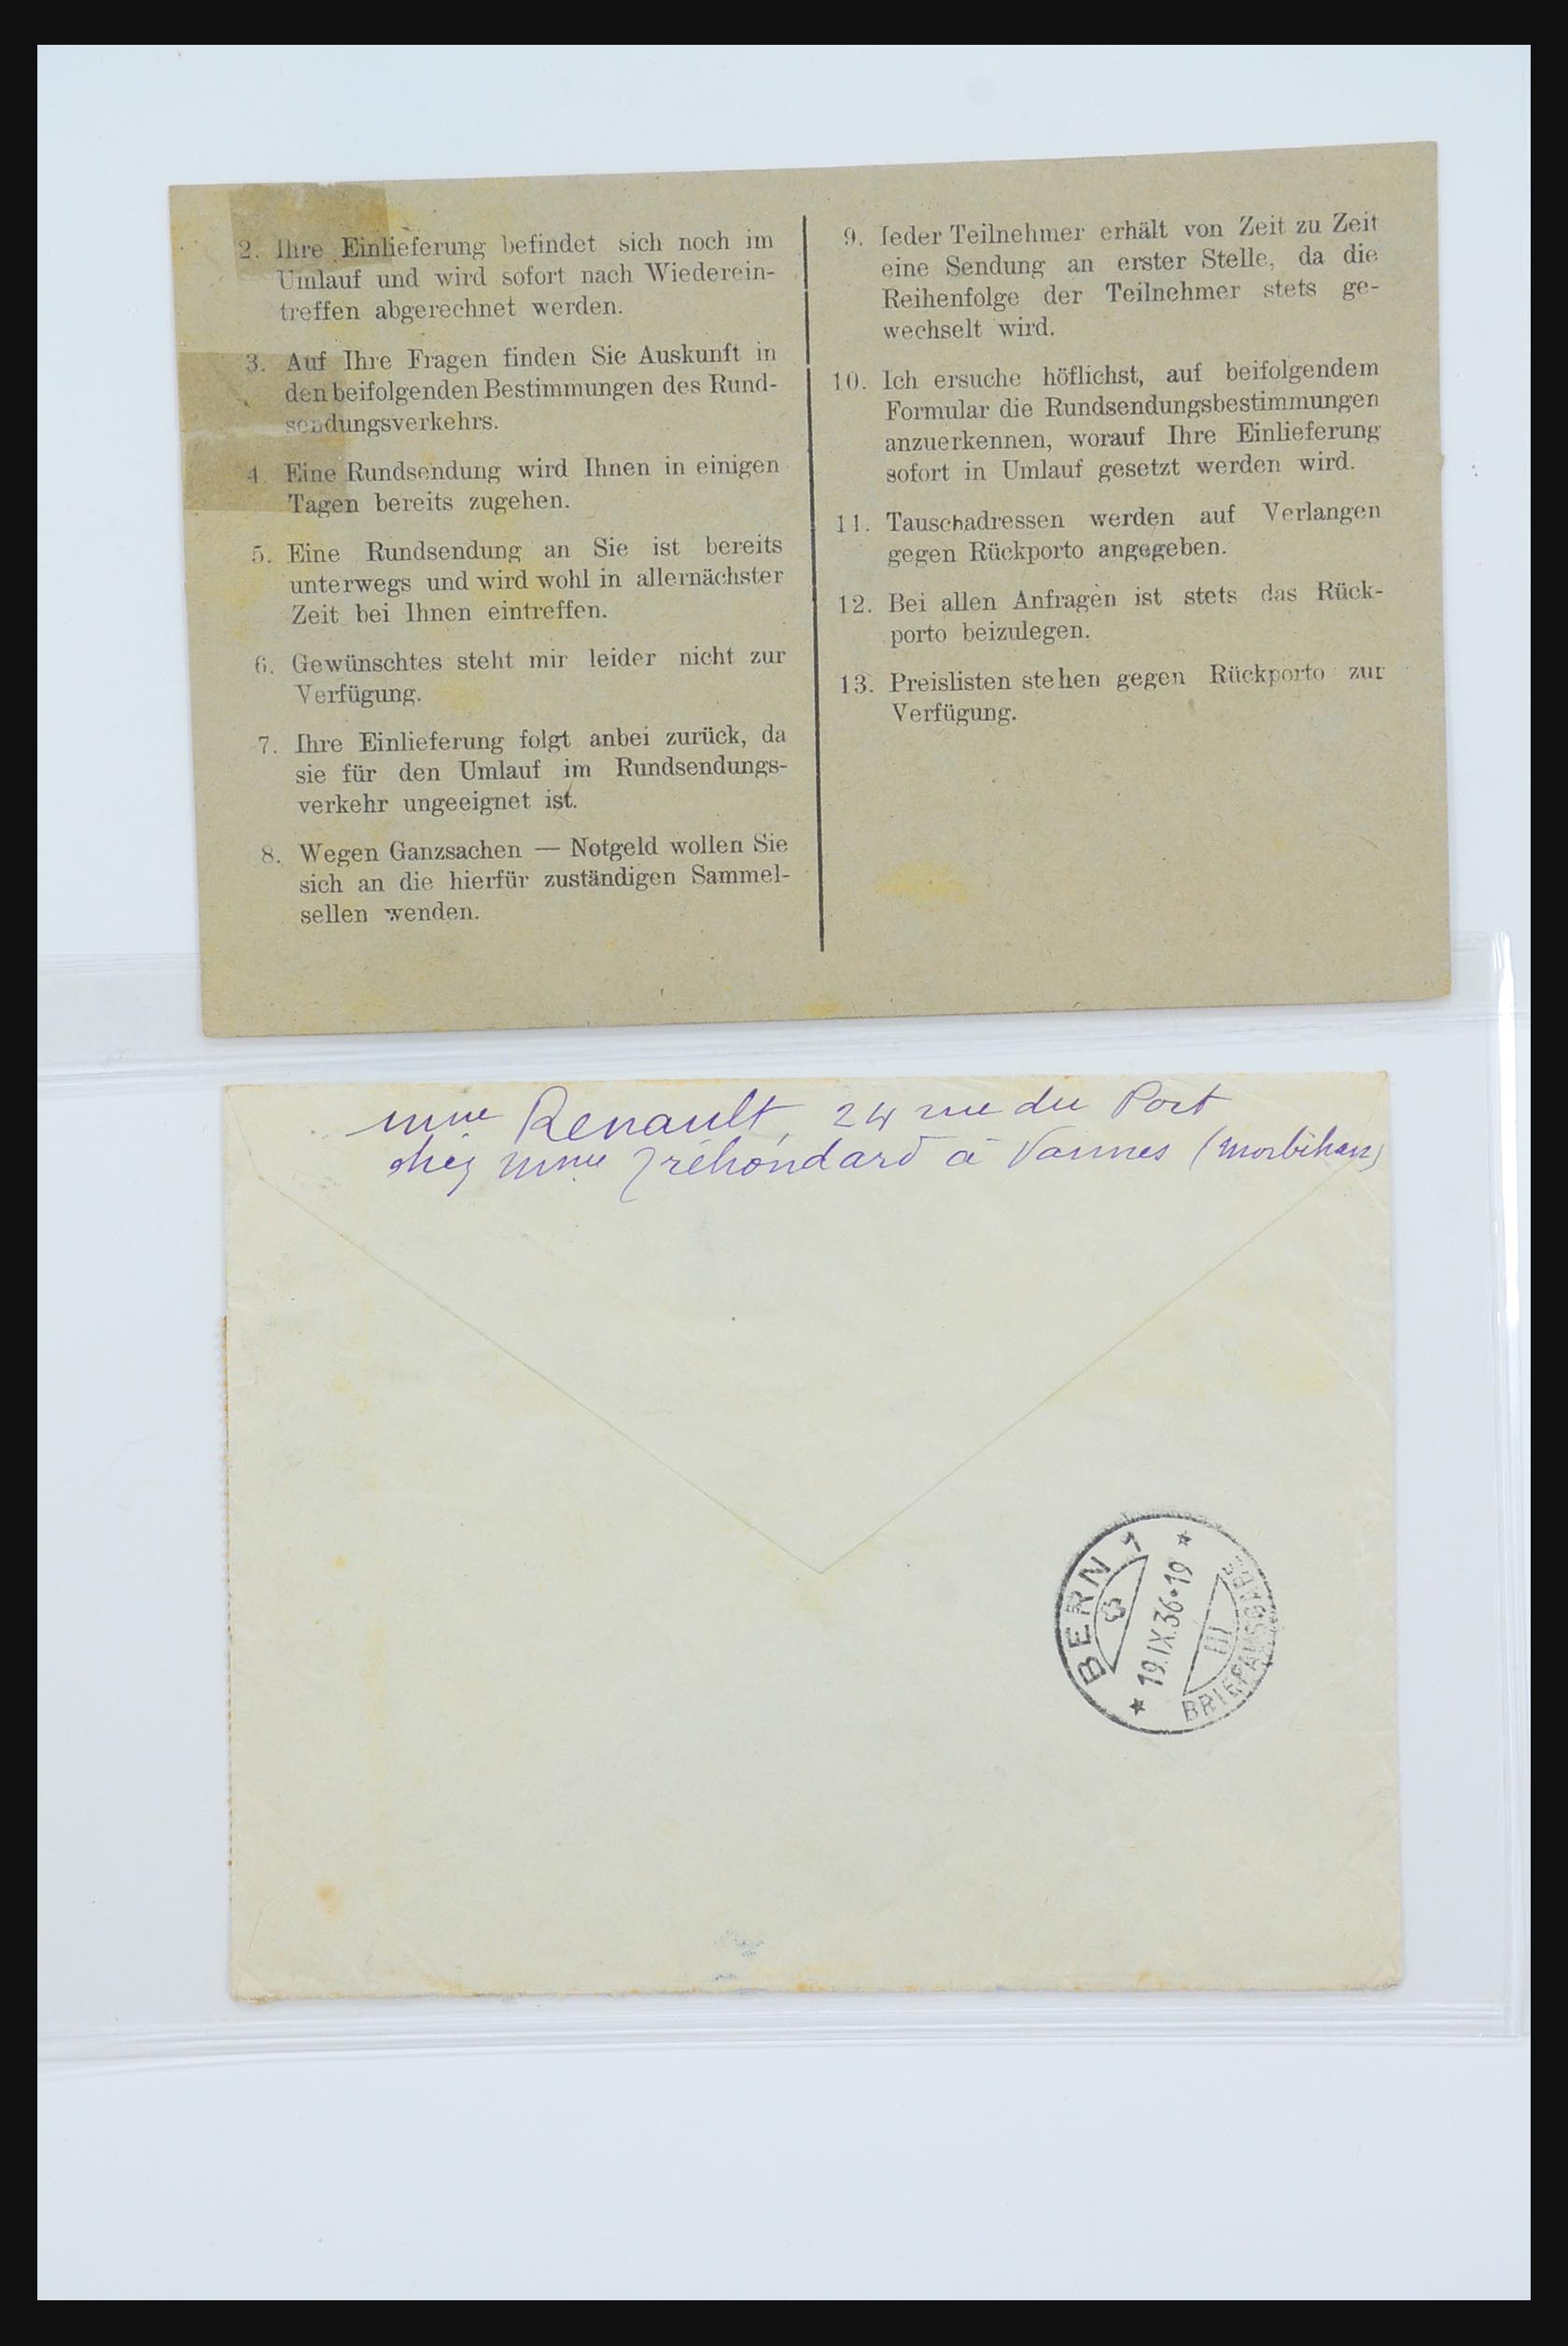 2. Ihre Einlieferung befindet sich noch im
Umlauf und wird sofort nach Wiederein-
treffen abgerechnet werden.
3. Auf Ihre Fragen finden Sie Auskunft in
den beifolgenden Bestimmungen des Rund-
sendungsverkehrs.
4. Eine Rundsendung wird Ihnen in einigen
Tagen bereits zugehen.
5. Eine Rundsendung an Sie ist bereits
unterwegs und wird wohl in allernächster
Zeit bei Ihnen eintreffen.
6. Gewünschtes steht mir leider nicht zur
Verfügung.
7. Ihre Einlieferung folgt anbei zurück, da
sie für den Umlauf im Rundsendungs-
verkehr ungeeignet ist.
8. Wegen Ganzsachen — Notgeld wollen Sie
sich an die hierfür zuständigen Sammel-
sellen wenden.
9. Jeder Teilnehmer erhält von Zeit zu Zeit
eine Sendung an erster Stelle, da die
Reihenfolge der Teilnehmer stets ge-
wechselt wird.
10. Ich ersuche höflichst, auf beifolgendem
Formular die Rundsendungsbestimmungen
anzuerkennen, worauf Ihre Einlieferung
sofort in Umlauf gesetzt werden wird.
11. Tauschadressen werden auf Verlangen
gegen Rückporto angegeben.
12. Bei allen Anfragen ist stets das Rück-
porto beizulegen.
13. Preislisten stehen gegen Rückporto zur
Verfügung.
mme Renault, 24 rue du Port
chez mme à Vannes (Morbihan)
BERN 1
19.IX.36-19
III
BRIEFAUSGABE